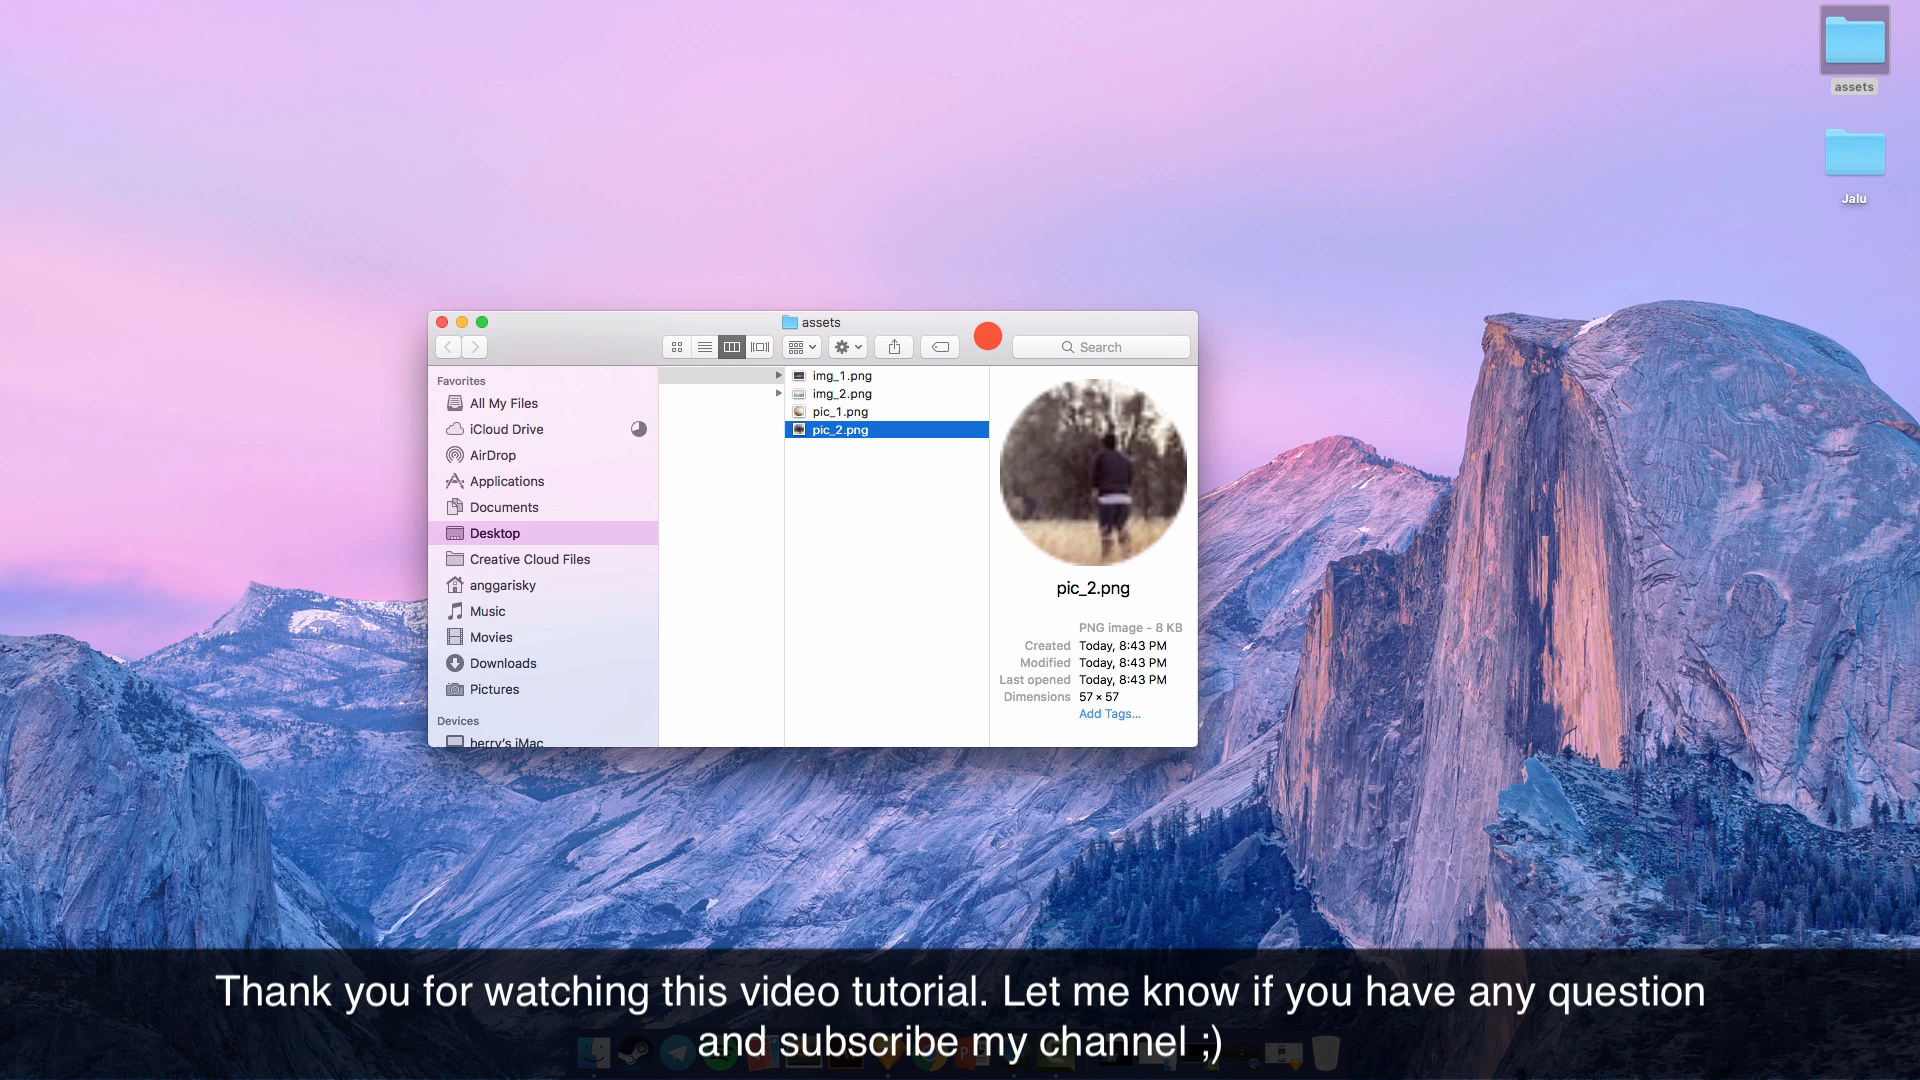 assets
Jalu
assets
Search
Favorites
All My Files
iCloud Drive
AirDrop
Applications
Documents
Desktop
Creative Cloud Files
anggarisky
Music
Movies
Downloads
Pictures
Devices
herry's iMac
img_1.png
img_2.png
pic_1.png
pic_2.png
pic_2.png
PNG image - 8 KB
Created Today, 8:43 PM
Modified Today, 8:43 PM
Last opened Today, 8:43 PM
Dimensions 57 × 57
Add Tags...
Thank you for watching this video tutorial. Let me know if you have any question
and subscribe my channel ;)